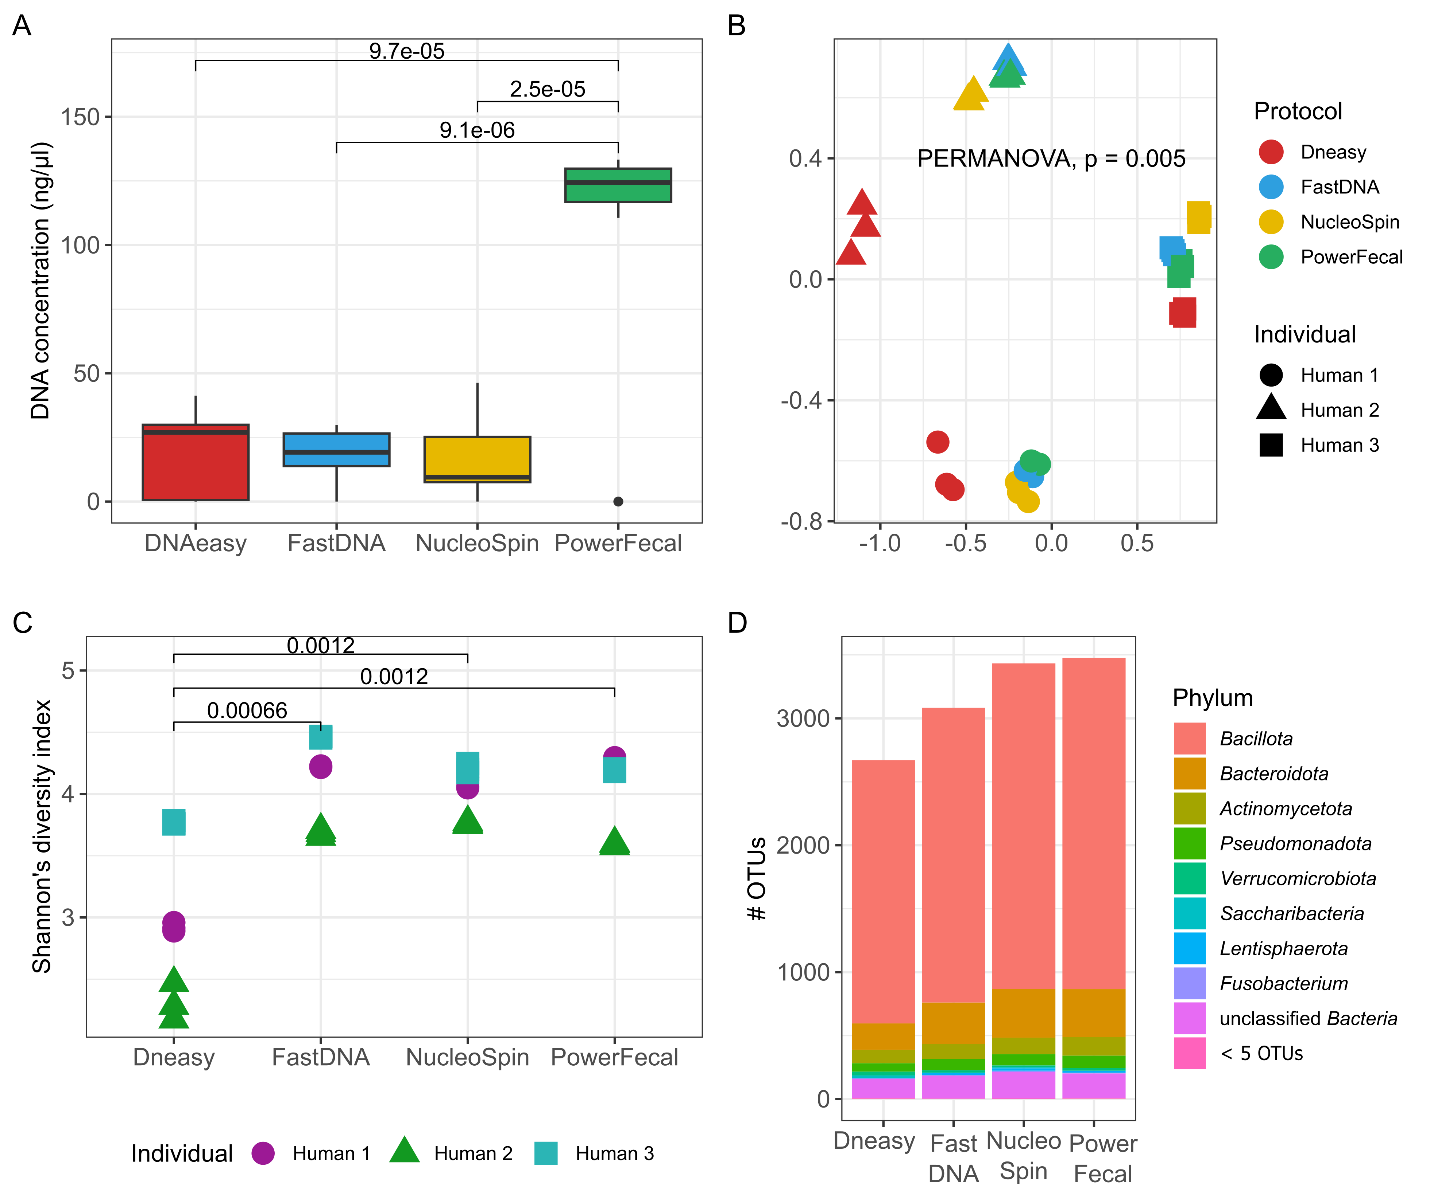 A
DNA concentration (ng/µl)
150
100
50
0
9.7e-05
2.5e-05
9.1e-06
DNAeasy FastDNA NucleoSpin PowerFecal
B
0.4
0.0
-0.4
-0.8
PERMANOVA, p = 0.005
-1.0 -0.5 0.0 0.5
Protocol
Dneasy
FastDNA
NucleoSpin
PowerFecal
Individual
Human 1
Human 2
Human 3
C
Shannon's diversity index
5
4
3
0.0012
0.0012
0.00066
Dneasy FastDNA NucleoSpin PowerFecal
Individual Human 1 Human 2 Human 3
D
# OTUs
3000
2000
1000
0
Dneasy
Fast
DNA
Nucleo
Spin
Power
Fecal
Phylum
Bacillota
Bacteroidota
Actinomycetota
Pseudomonadota
Verrucomicrobiota
Saccharibacteria
Lentisphaerota
Fusobacterium
unclassified Bacteria
< 5 OTUs